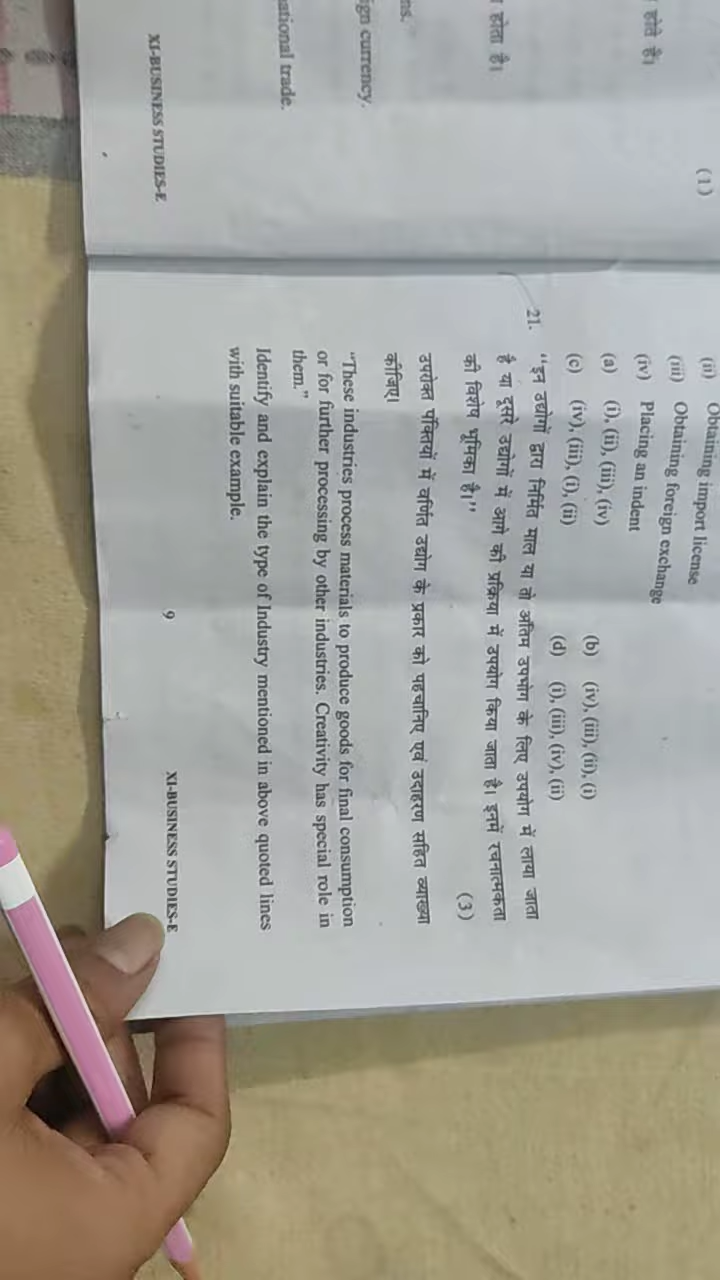 होते हैं।
होता है।
ns.
ign currency.
ational trade.
XI-BUSINESS STUDIES-E
(1)
(ii) Obtaining import license
(iii) Obtaining foreign exchange
(iv) Placing an indent
(a) (i), (ii), (iii), (iv) (b) (iv), (iii), (ii), (i)
(c) (iv), (iii), (i), (ii) (d) (i), (iii), (iv), (ii)
21. “इन उद्योगों द्वारा निर्मित माल या तो अंतिम उपभोग के लिए उपयोग में लाया जाता
है या दूसरे उद्योगों में आगे की प्रक्रिया में उपयोग किया जाता है। इनमें रचनात्मकता
की विशेष भूमिका है।” (3)
उपरोक्त पंक्तियों में वर्णित उद्योग के प्रकार को पहचानिए एवं उदाहरण सहित व्याख्या
कीजिए।
“These industries process materials to produce goods for final consumption
or for further processing by other industries. Creativity has special role in
them.”
Identify and explain the type of Industry mentioned in above quoted lines
with suitable example.
9 XI-BUSINESS STUDIES-E